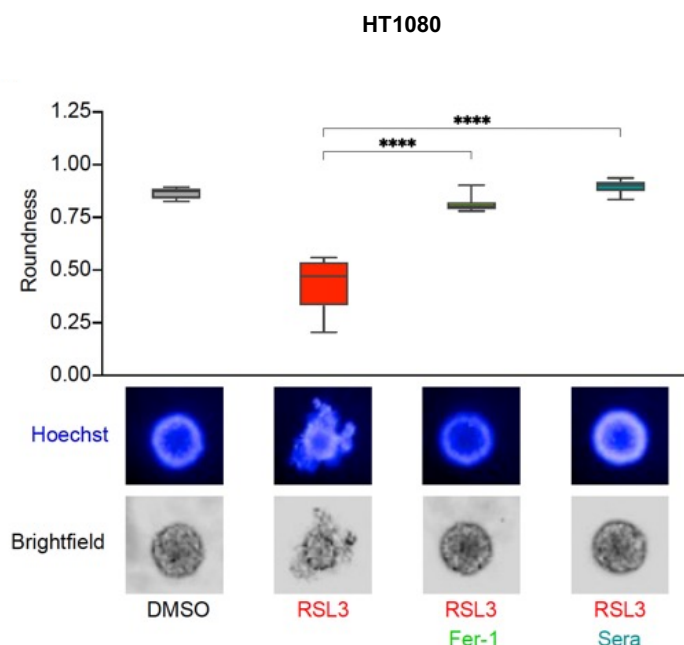 HT1080
1.25
1.00
0.75
0.50
0.25
0.00
Roundness
****
****
Hoechst
Brightfield
DMSO RSL3 RSL3 RSL3
Fer-1 Sera